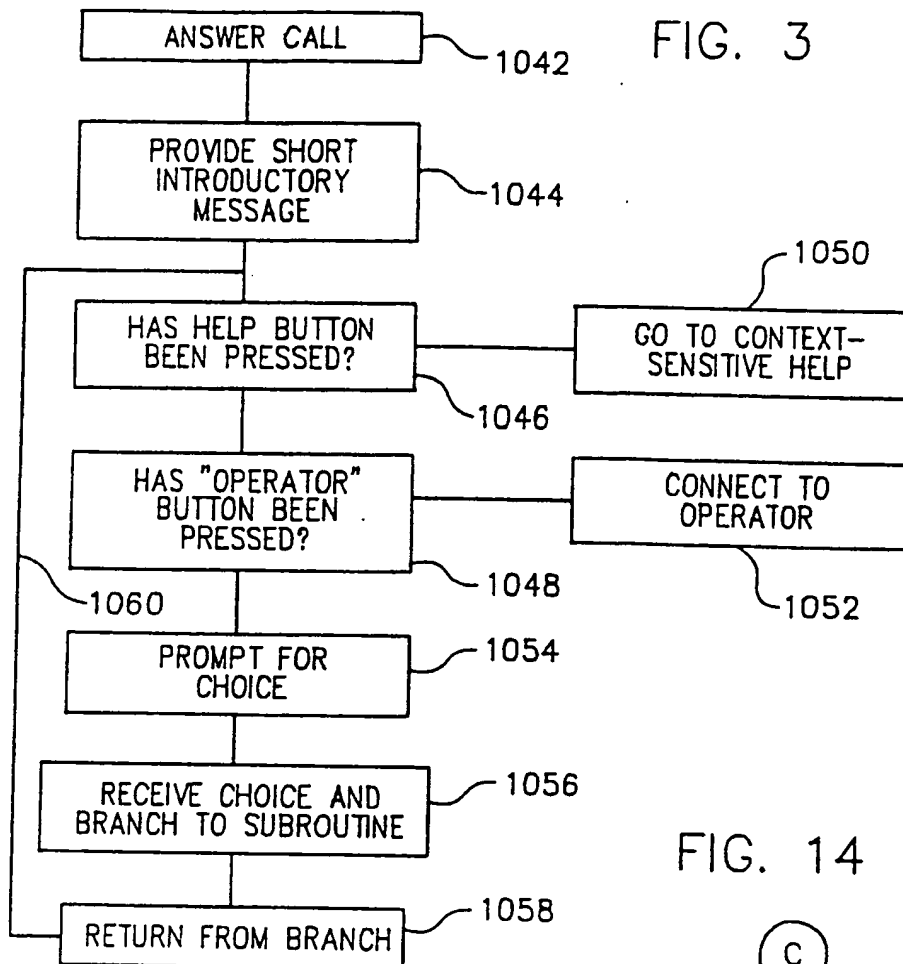 FIG. 3
ANSWER CALL
1042
PROVIDE SHORT
INTRODUCTORY
MESSAGE
1044
HAS HELP BUTTON
BEEN PRESSED?
1046
1050
GO TO CONTEXT-
SENSITIVE HELP
HAS "OPERATOR"
BUTTON BEEN
PRESSED?
1048
CONNECT TO
OPERATOR
1052
1060
PROMPT FOR
CHOICE
1054
RECEIVE CHOICE AND
BRANCH TO SUBROUTINE
1056
RETURN FROM BRANCH
1058
FIG. 14
C